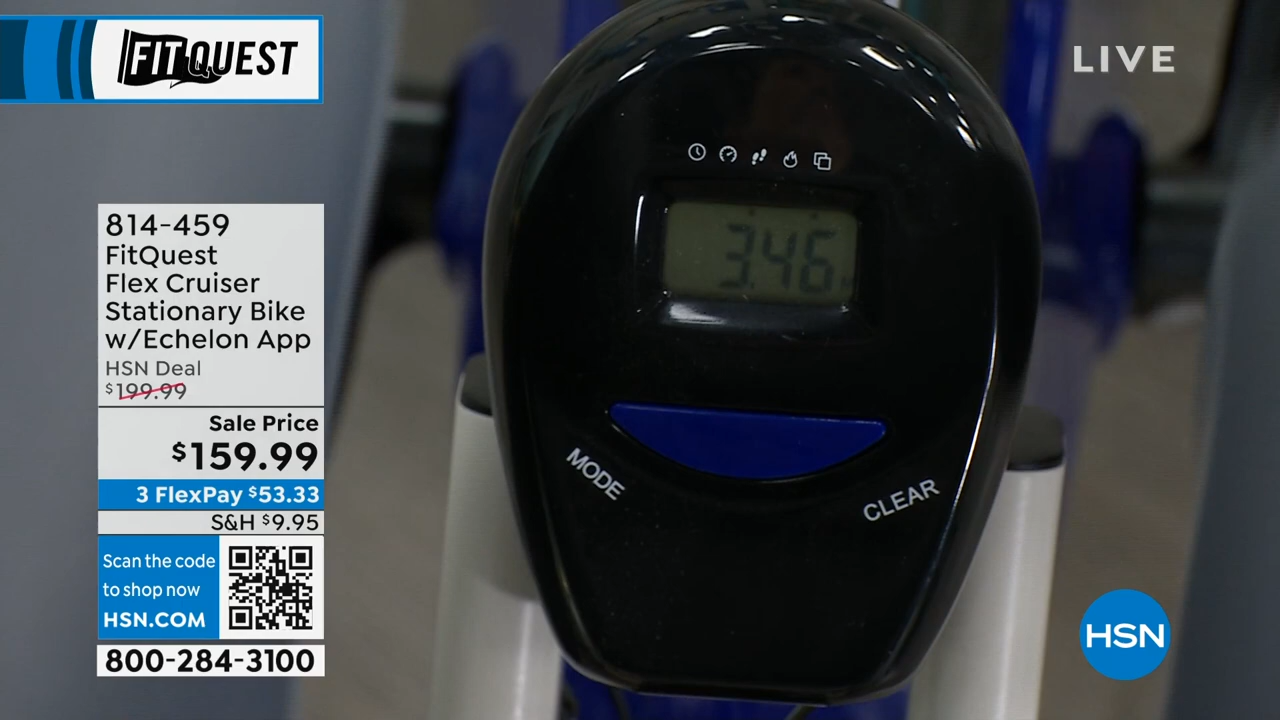 FITQUEST
LIVE
814-459
FitQuest
Flex Cruiser
Stationary Bike
w/Echelon App
HSN Deal
$199.99
Sale Price
$159.99
3 FlexPay $53.33
S&H $9.95
Scan the code
to shop now
HSN.COM
800-284-3100
3.46
MODE
CLEAR
HSN